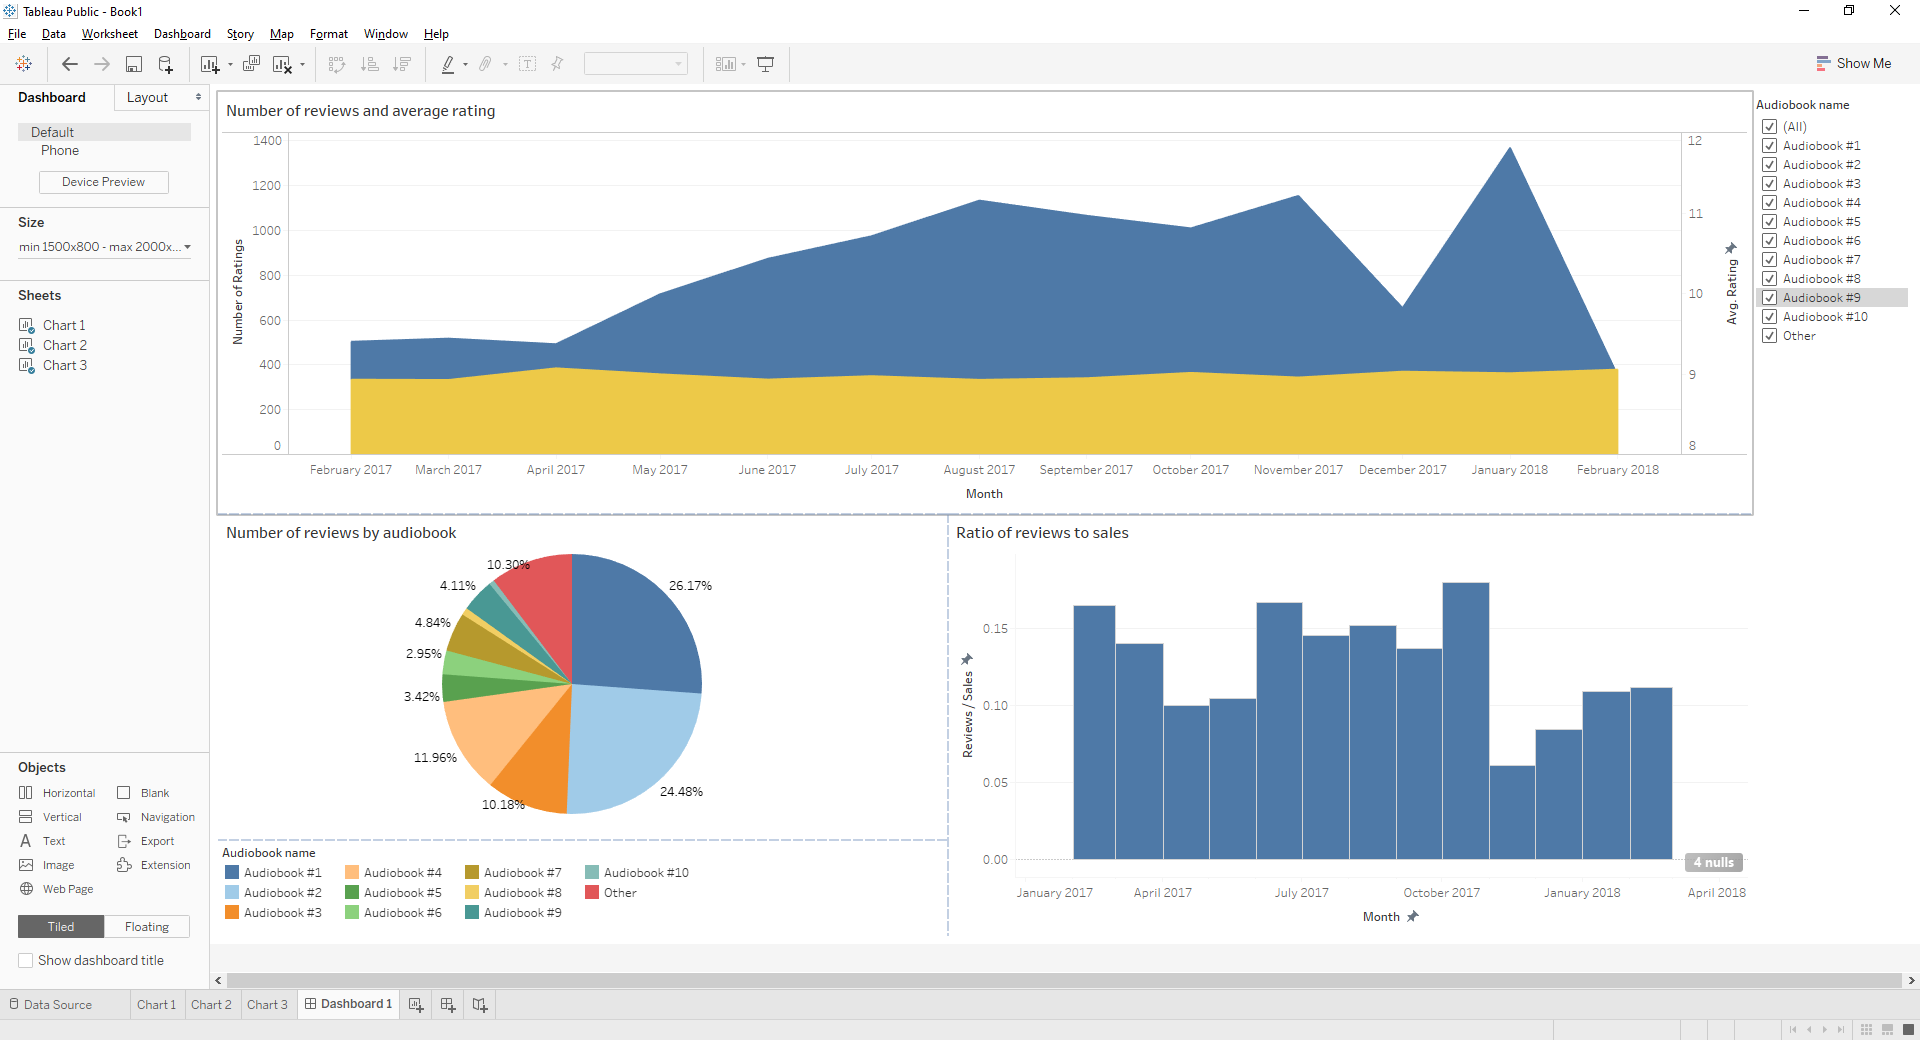 Tableau Public - Book1
File Data Worksheet Dashboard Story Map Format Window Help
Show Me
Dashboard Layout
Default
Phone
Device Preview
Size
min 1500x800 - max 2000x...
Sheets
Chart 1
Chart 2
Chart 3
Objects
Horizontal Blank
Vertical Navigation
Text Export
Image Extension
Web Page
Tiled Floating
Show dashboard title
Number of reviews and average rating
1400
1200
1000
800
600
400
200
0
Number of Ratings
12
11
10
9
8
Avg. Rating
February 2017 March 2017 April 2017 May 2017 June 2017 July 2017 August 2017 September 2017 October 2017 November 2017 December 2017 January 2018 February 2018
Month
Audiobook name
(All)
Audiobook #1
Audiobook #2
Audiobook #3
Audiobook #4
Audiobook #5
Audiobook #6
Audiobook #7
Audiobook #8
Audiobook #9
Audiobook #10
Other
Number of reviews by audiobook
10.30%
4.11%
26.17%
4.84%
2.95%
3.42%
11.96%
24.48%
10.18%
Audiobook name
Audiobook #1 Audiobook #4 Audiobook #7 Audiobook #10
Audiobook #2 Audiobook #5 Audiobook #8 Other
Audiobook #3 Audiobook #6 Audiobook #9
Ratio of reviews to sales
0.15
0.10
0.05
0.00
Reviews / Sales
4 nulls
January 2017 April 2017 July 2017 October 2017 January 2018 April 2018
Month
Data Source Chart 1 Chart 2 Chart 3 Dashboard 1